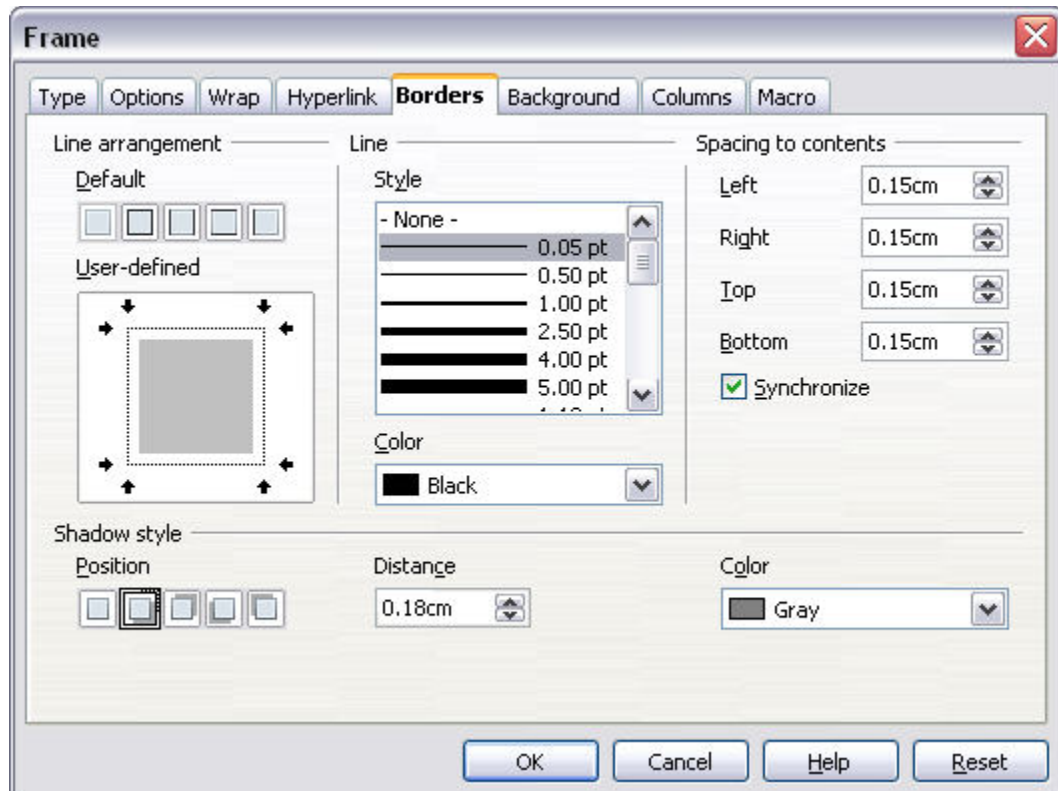 Frame
Type Options Wrap Hyperlink Borders Background Columns Macro
Line arrangement
Default
User-defined
Line
Style
- None -
0.05 pt
0.50 pt
1.00 pt
2.50 pt
4.00 pt
5.00 pt
Color
Black
Spacing to contents
Left 0.15cm
Right 0.15cm
Top 0.15cm
Bottom 0.15cm
Synchronize
Shadow style
Position
Distance
0.18cm
Color
Gray
OK Cancel Help Reset